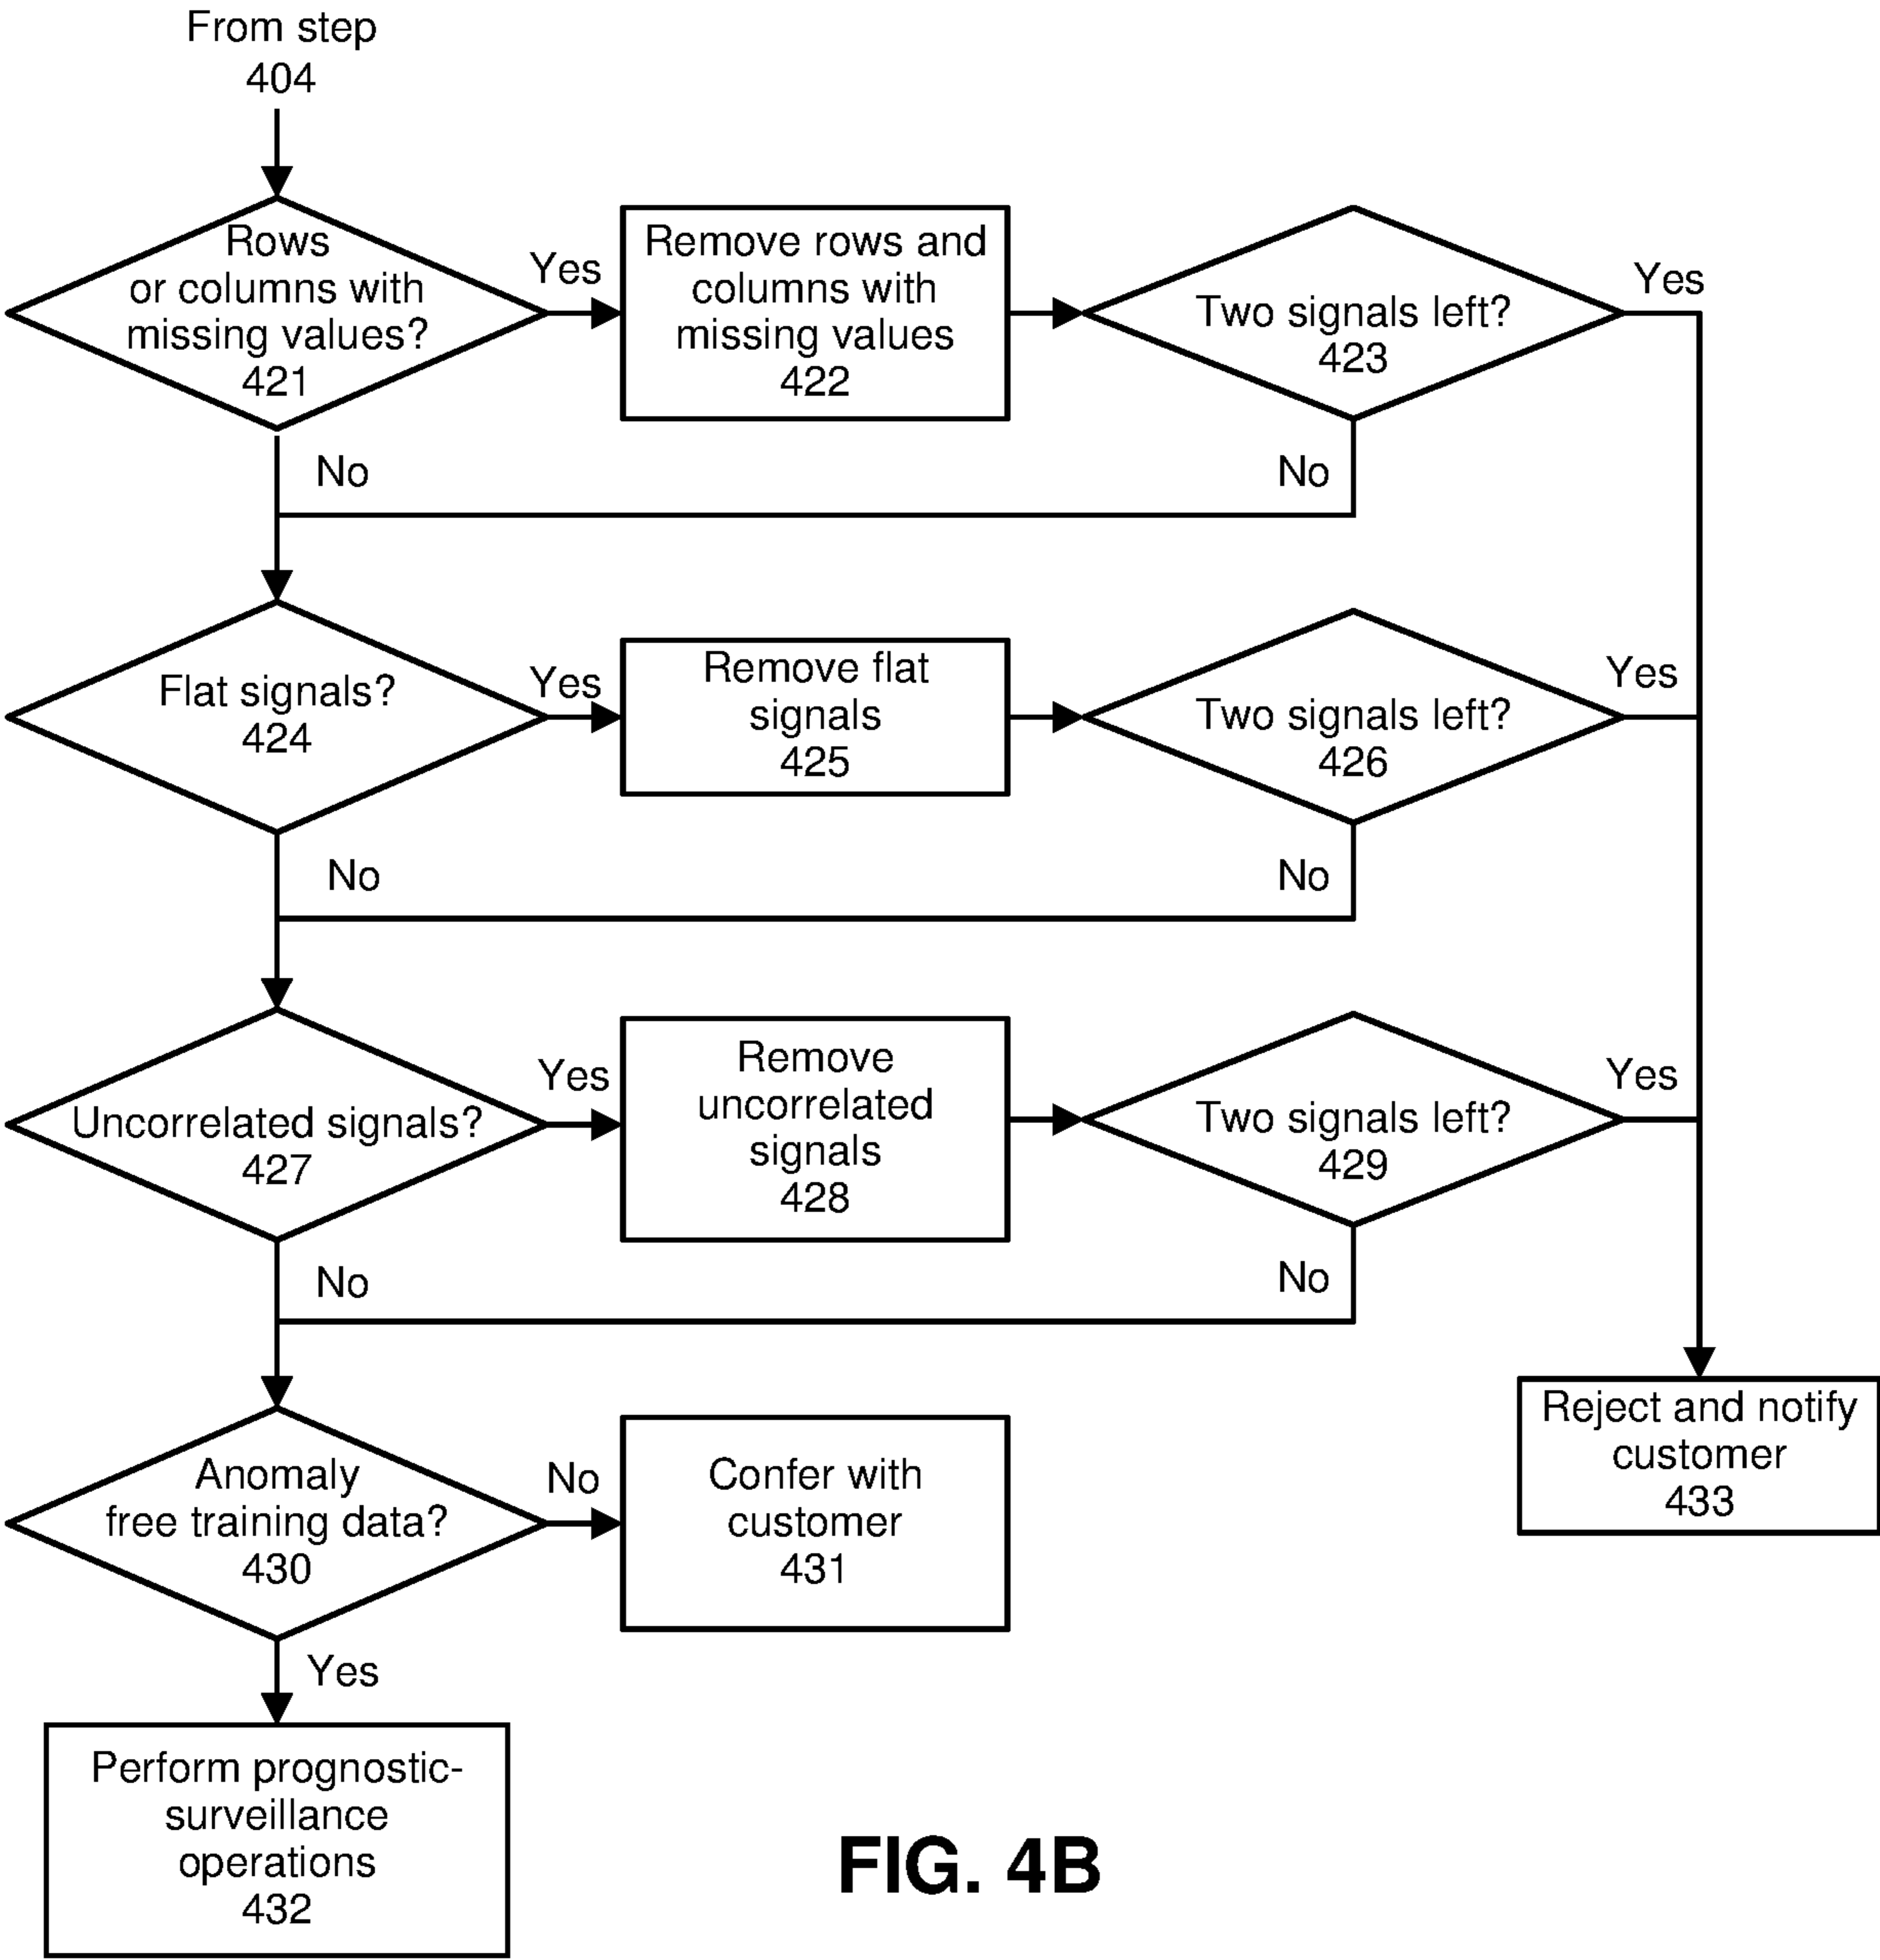 From step
404
Rows
or columns with
missing values?
421
Yes
Remove rows and
columns with
missing values
422
Two signals left?
423
Yes
No
No
Flat signals?
424
Yes
Remove flat
signals
425
Two signals left?
426
Yes
No
No
Uncorrelated signals?
427
Yes
Remove
uncorrelated
signals
428
Two signals left?
429
Yes
No
No
Anomaly
free training data?
430
No
Confer with
customer
431
Reject and notify
customer
433
Yes
Perform prognostic-
surveillance
operations
432
FIG. 4B